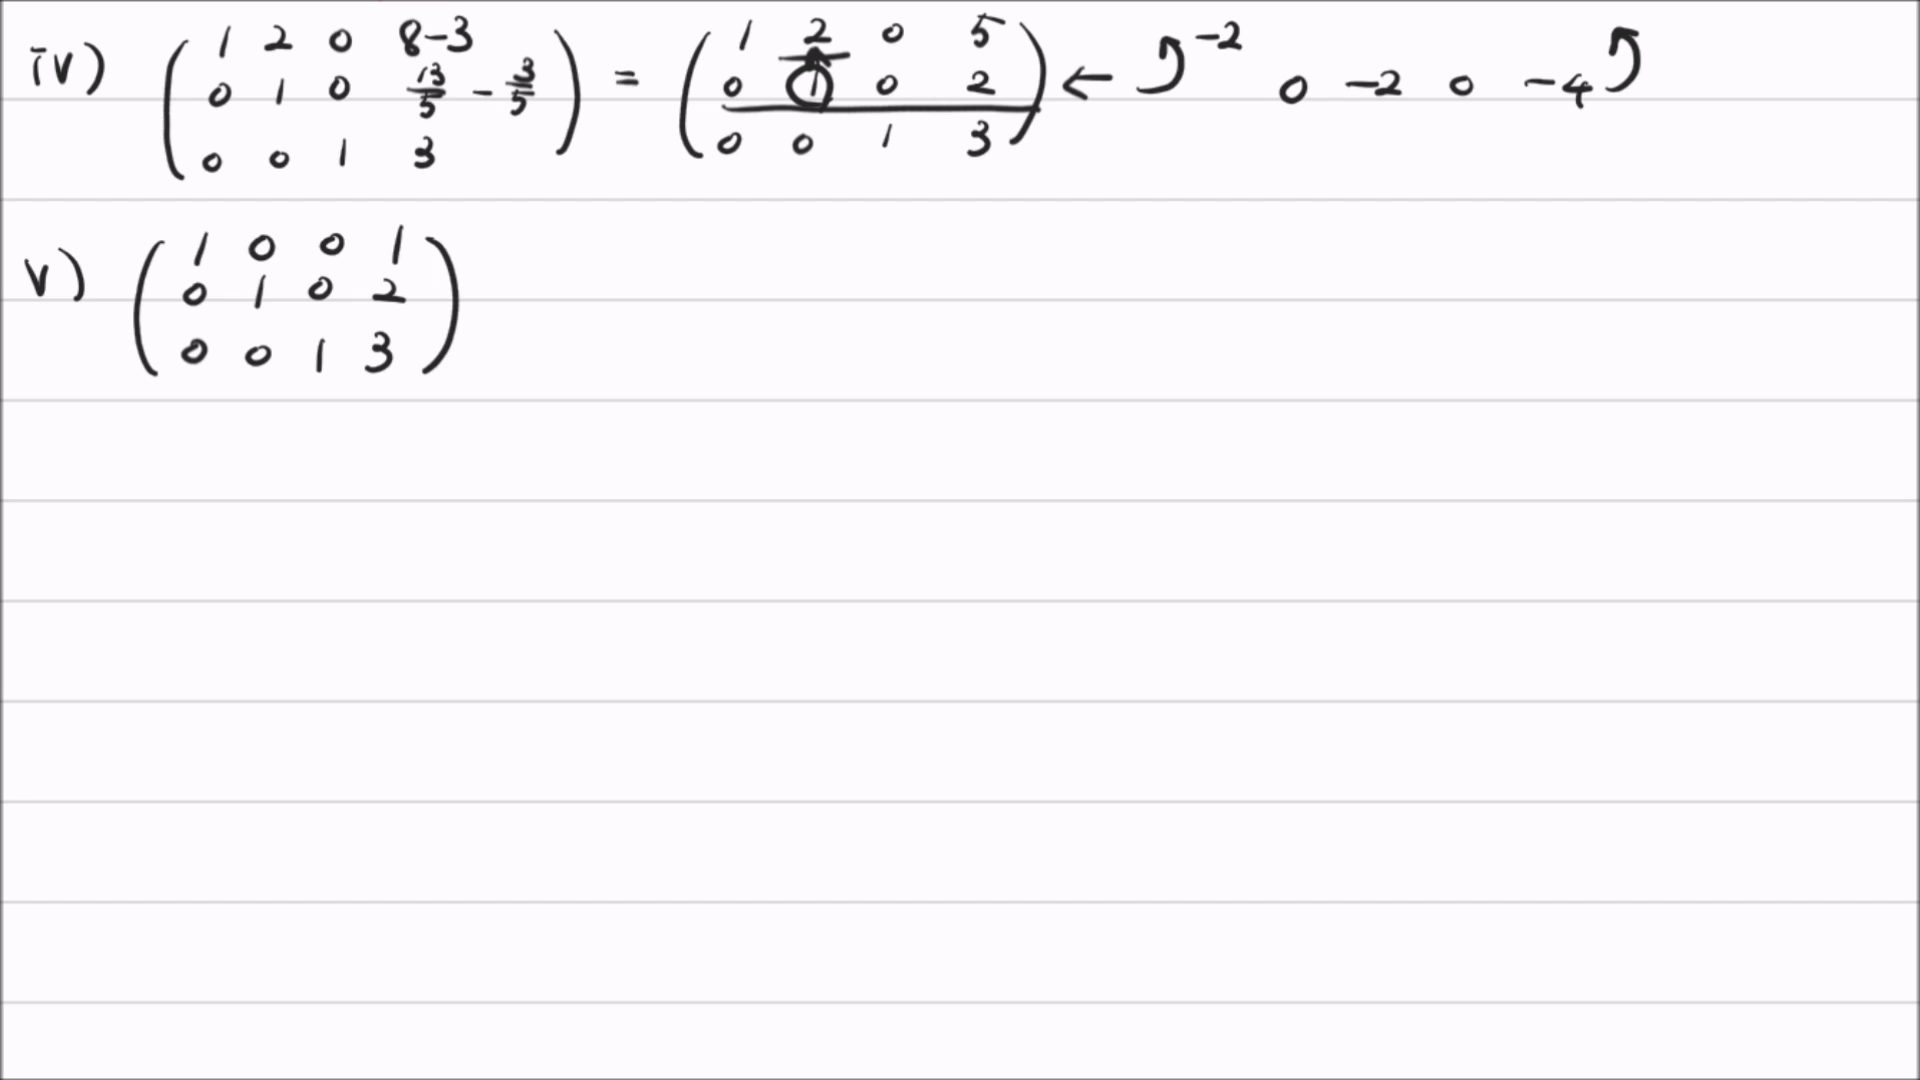 iv) ( 1 2 0 8-3 = ( 1 2 0 5 ) ← -2 0 -2 0 -4
0 1 0 13/5 - 3/5 ) 0 1 0 2
0 0 1 3 0 0 1 3
v) ( 1 0 0 1 )
0 1 0 2
0 0 1 3